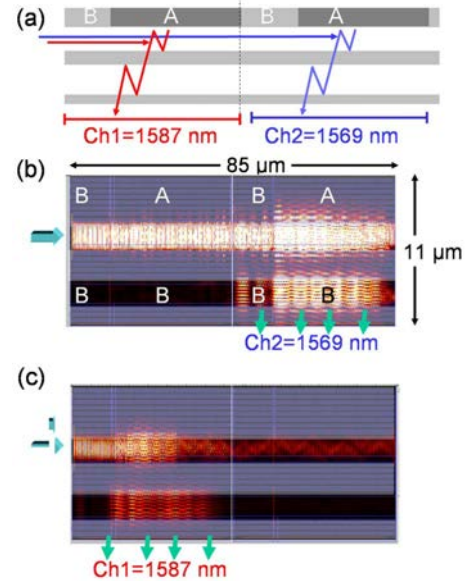 (a)
B A B A
Ch1=1587 nm Ch2=1569 nm
(b) 85 μm
B A B A
11 μm
B B B B
Ch2=1569 nm
(c)
Ch1=1587 nm